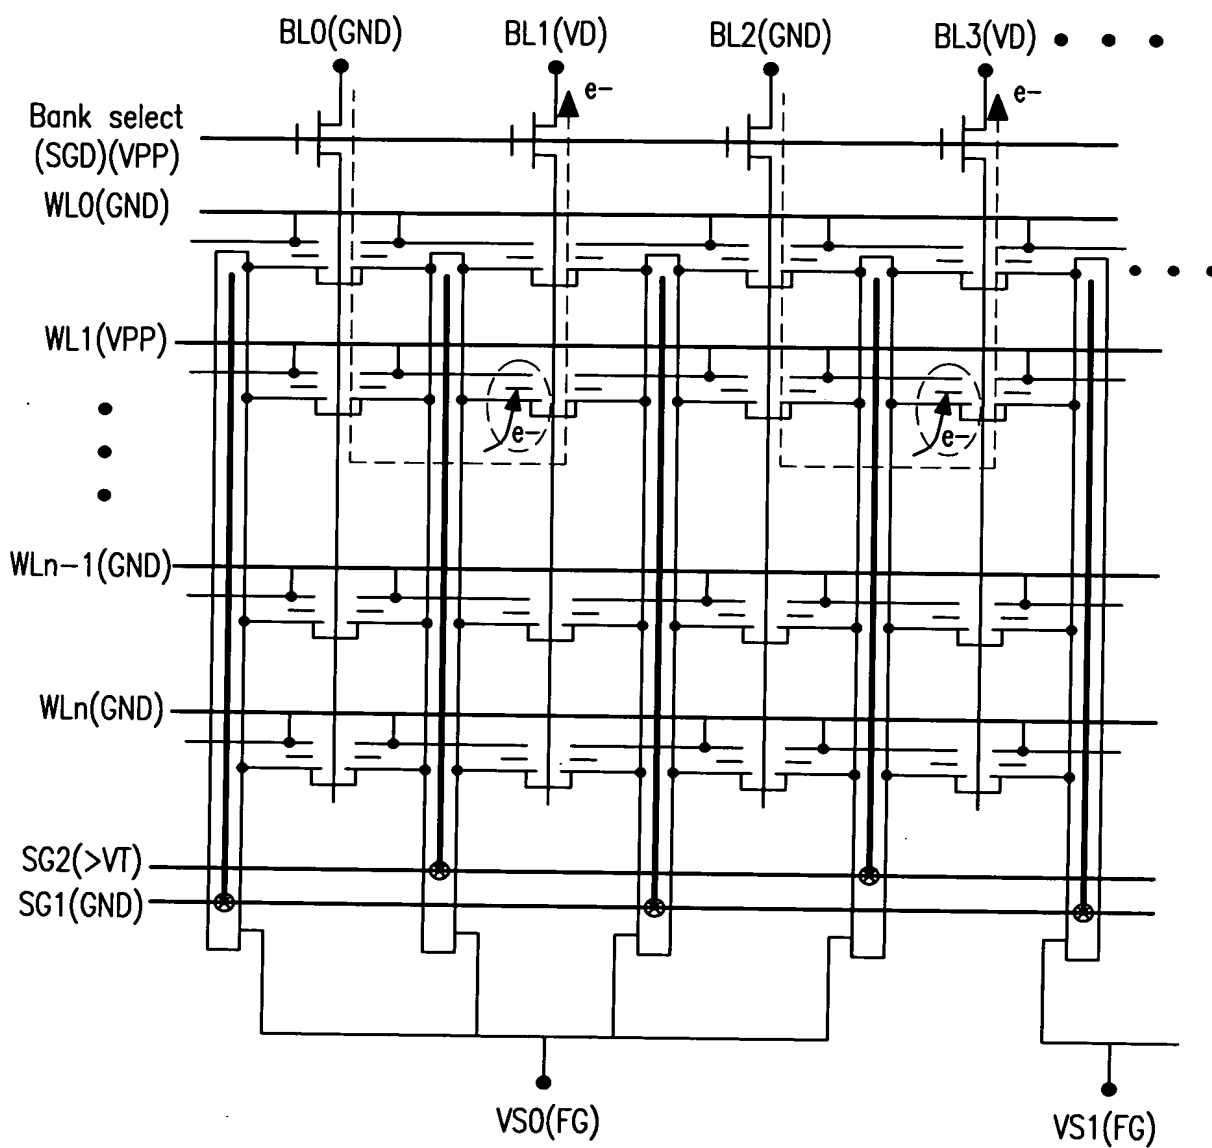 BL0(GND) BL1(VD) BL2(GND) BL3(VD)
e- e-
Bank select
(SGD)(VPP)
WL0(GND)
WL1(VPP)
e- e-
WLn-1(GND)
WLn(GND)
SG2(>VT)
SG1(GND)
VS0(FG) VS1(FG)